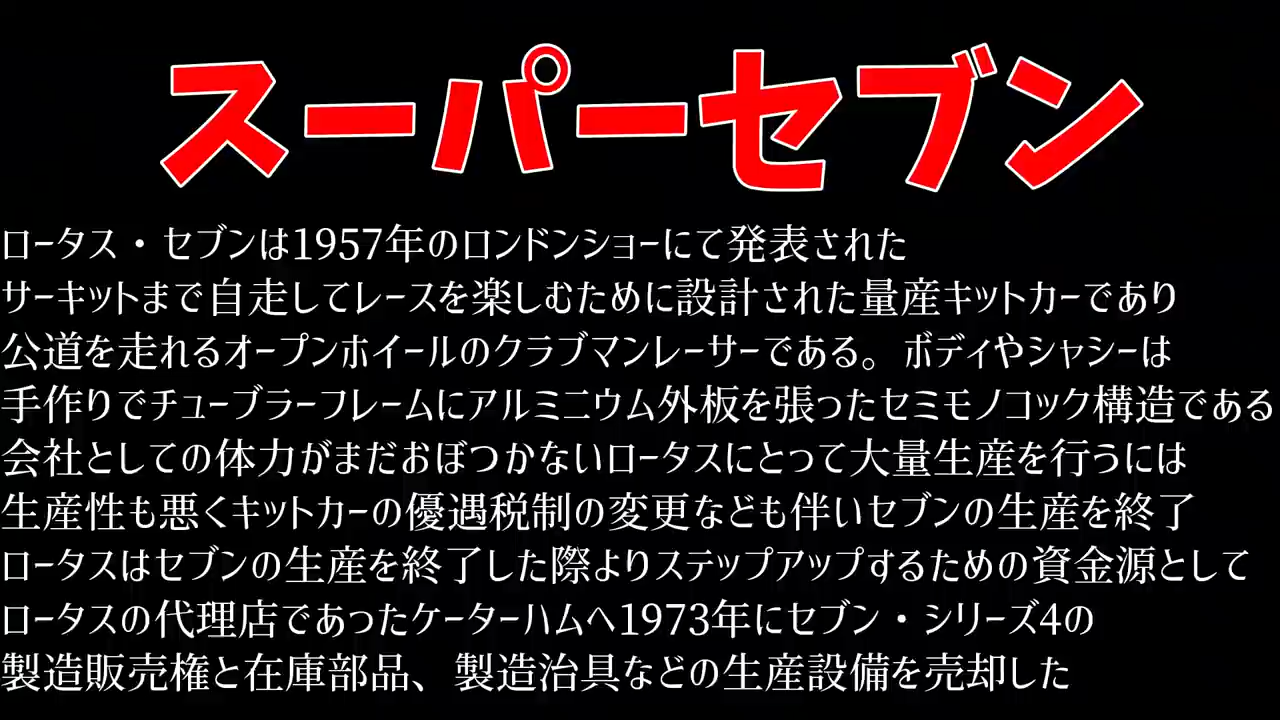 スーパーセブン
ロータス・セブンは1957年のロンドンショーにて発表された
サーキットまで自走してレースを楽しむために設計された量産キットカーであり
公道を走れるオープンホイールのクラブマンレーサーである。ボディやシャシーは
手作りでチューブラーフレームにアルミニウム外板を張ったセミモノコック構造である
会社としての体力がまだおぼつかないロータスにとって大量生産を行うには
生産性も悪くキットカーの優遇税制の変更なども伴いセブンの生産を終了
ロータスはセブンの生産を終了した際よりステップアップするための資金源として
ロータスの代理店であったケーターハムへ1973年にセブン・シリーズ4の
製造販売権と在庫部品、製造治具などの生産設備を売却した